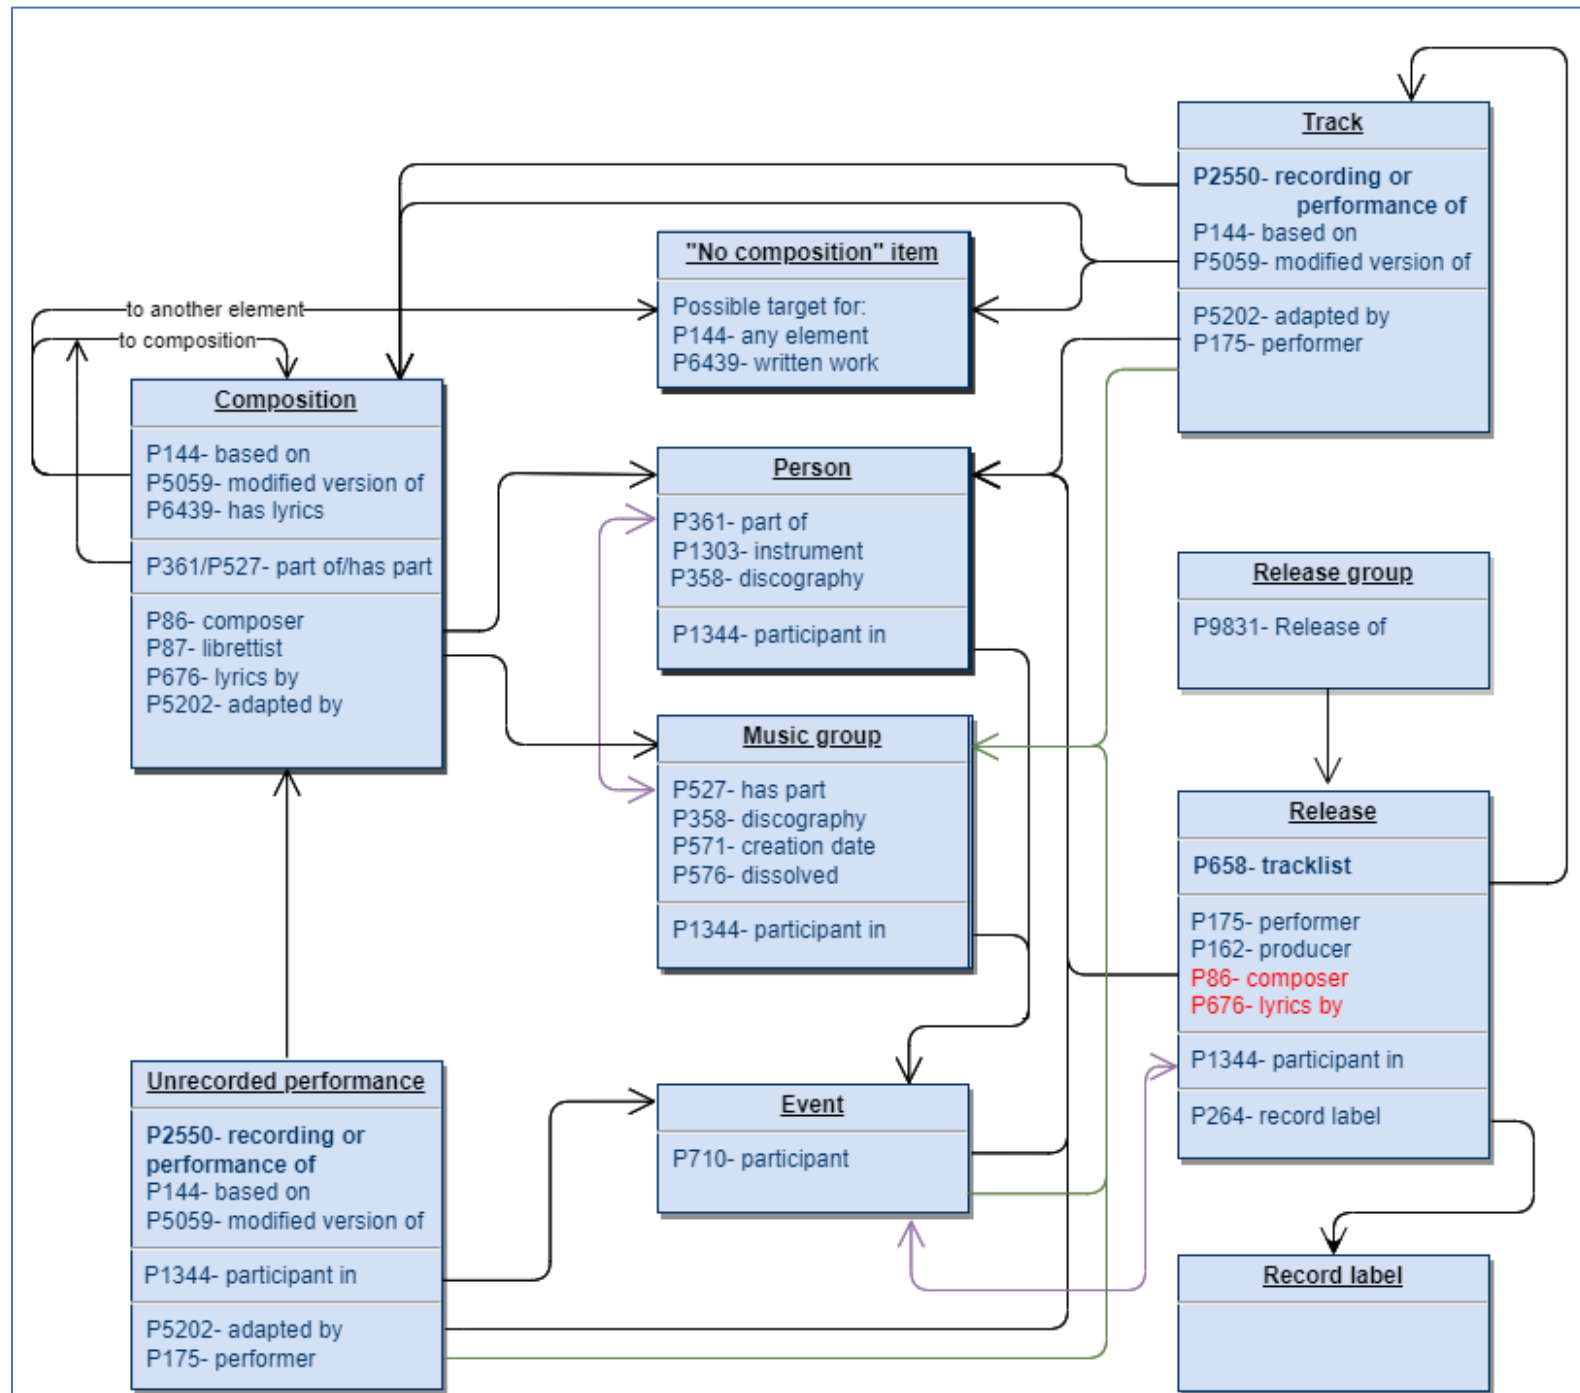 Track
P2550- recording or
performance of
P144- based on
P5059- modified version of
P5202- adapted by
P175- performer
"No composition" item
Possible target for:
P144- any element
P6439- written work
to another element
to composition
Composition
P144- based on
P5059- modified version of
P6439- has lyrics
P361/P527- part of/has part
P86- composer
P87- librettist
P676- lyrics by
P5202- adapted by
Person
P361- part of
P1303- instrument
P358- discography
P1344- participant in
Release group
P9831- Release of
Music group
P527- has part
P358- discography
P571- creation date
P576- dissolved
P1344- participant in
Release
P658- tracklist
P175- performer
P162- producer
P86- composer
P676- lyrics by
P1344- participant in
P264- record label
Unrecorded performance
P2550- recording or
performance of
P144- based on
P5059- modified version of
P1344- participant in
P5202- adapted by
P175- performer
Event
P710- participant
Record label